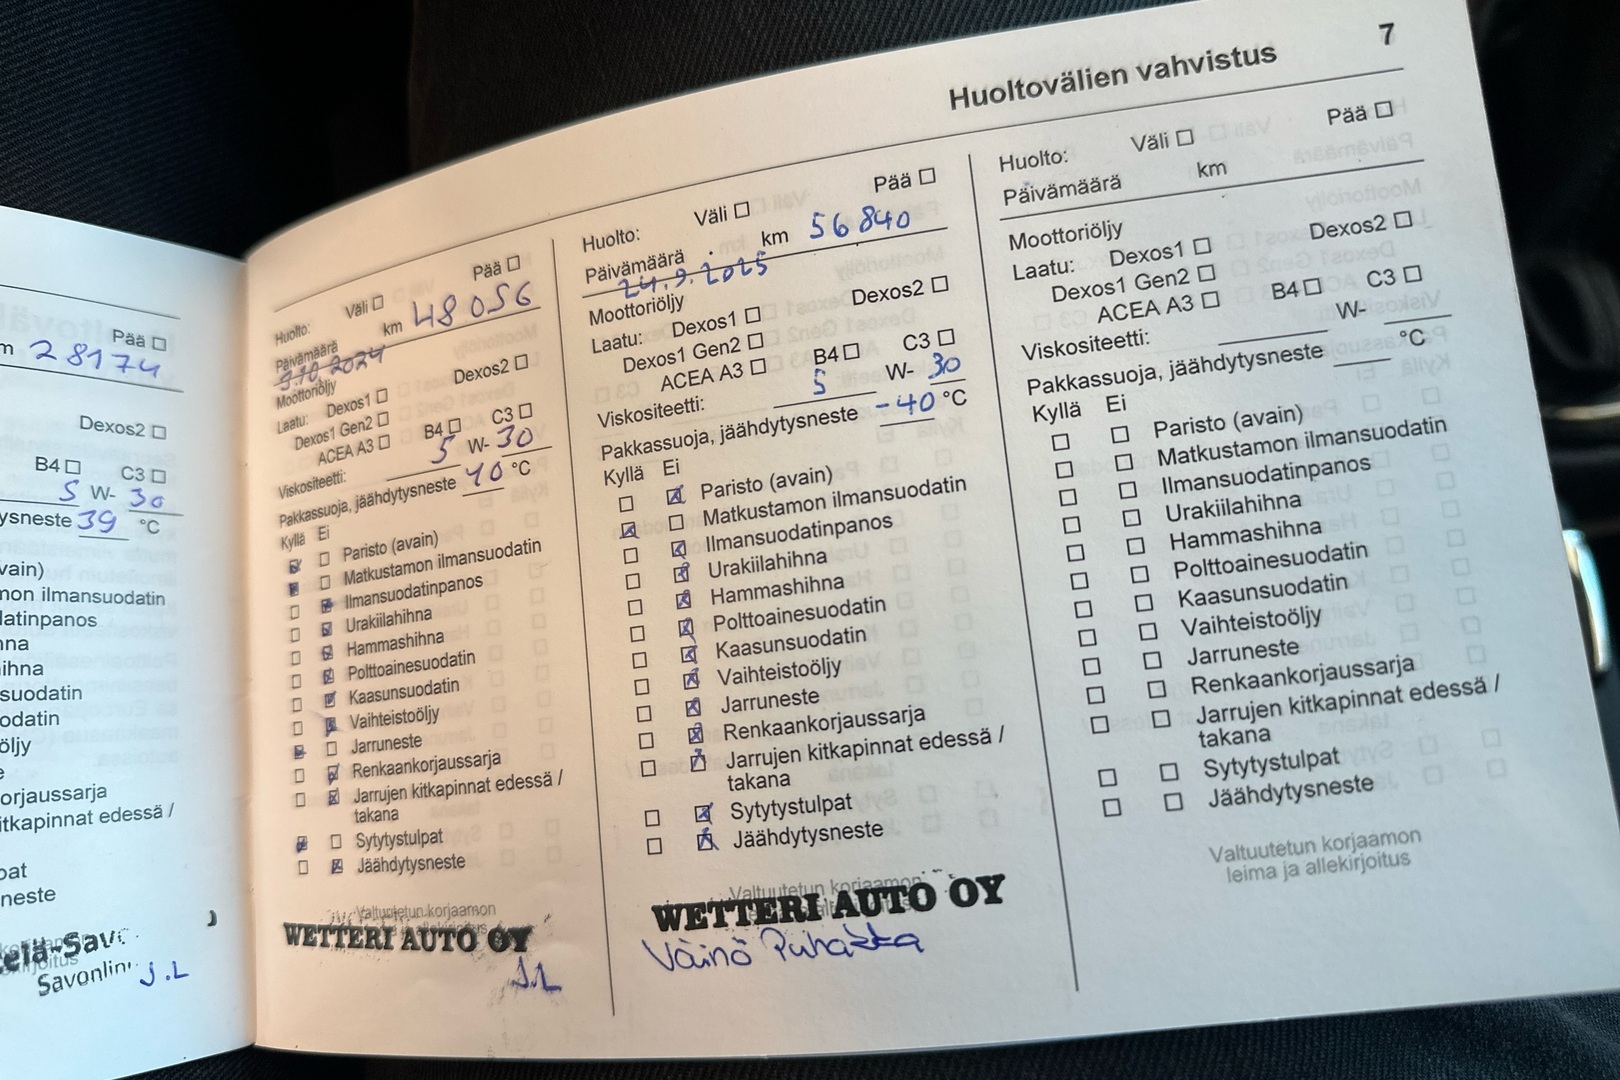 Pää
m 28174
Dexos2
B4 C3
5 W- 30
ysneste 39 °C
vain)
non ilmansuodatin
latinpanos
nna
ihna
suodatin
odatin
öljy
orjaussarja
itkapinnat edessä /
pat
neste
Savonlin
J.L
7
Huoltovälien vahvistus
Huolto: Väli Pää
Päivämäärä km 48056
9.10.2024
Moottoriöljy
Laatu: Dexos1 Dexos2
Dexos1 Gen2
ACEA A3 B4 C3
Viskositeetti: 5 W- 30
Pakkassuoja, jäähdytysneste 40 °C
Kyllä Ei
Paristo (avain)
Matkustamon ilmansuodatin
Ilmansuodatinpanos
Urakiilahihna
Hammashihna
Polttoainesuodatin
Kaasunsuodatin
Vaihteistoöljy
Jarruneste
Renkaankorjaussarja
Jarrujen kitkapinnat edessä /
takana
Sytytystulpat
Jäähdytysneste
Valtuutetun korjaamon
WETTERI AUTO OY
J.L
Huolto: Väli Pää
Päivämäärä km 56840
24.9.2025
Moottoriöljy
Laatu: Dexos1 Dexos2
Dexos1 Gen2
ACEA A3 B4 C3
Viskositeetti: 5 W- 30
Pakkassuoja, jäähdytysneste -40 °C
Kyllä Ei
Paristo (avain)
Matkustamon ilmansuodatin
Ilmansuodatinpanos
Urakiilahihna
Hammashihna
Polttoainesuodatin
Kaasunsuodatin
Vaihteistoöljy
Jarruneste
Renkaankorjaussarja
Jarrujen kitkapinnat edessä /
takana
Sytytystulpat
Jäähdytysneste
Valtuutetun korjaamon
WETTERI AUTO OY
Väinö Puhakka
Huolto: Väli Pää
Päivämäärä km
Moottoriöljy
Laatu: Dexos1 Dexos2
Dexos1 Gen2
ACEA A3 B4 C3
Viskositeetti: W-
Pakkassuoja, jäähdytysneste °C
Kyllä Ei
Paristo (avain)
Matkustamon ilmansuodatin
Ilmansuodatinpanos
Urakiilahihna
Hammashihna
Polttoainesuodatin
Kaasunsuodatin
Vaihteistoöljy
Jarruneste
Renkaankorjaussarja
Jarrujen kitkapinnat edessä /
takana
Sytytystulpat
Jäähdytysneste
Valtuutetun korjaamon
leima ja allekirjoitus